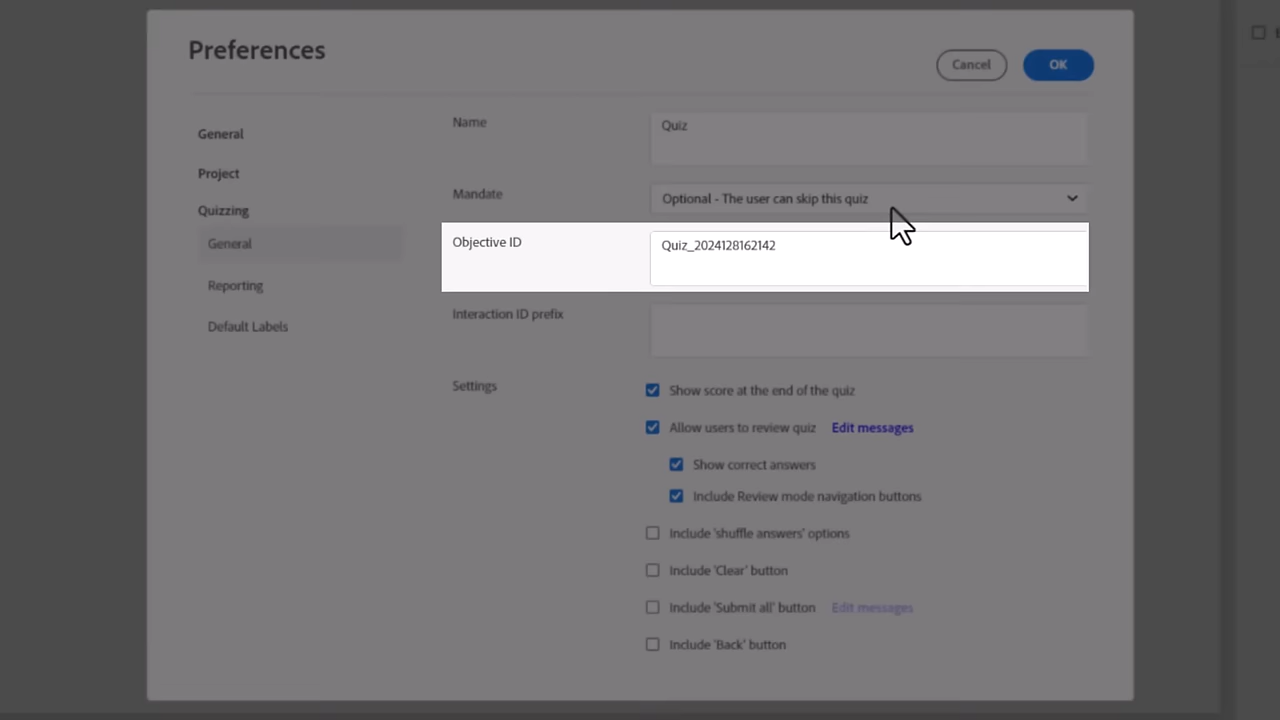 Preferences
Cancel
OK
General
Project
Quizzing
General
Reporting
Default Labels
Name
Quiz
Mandate
Optional - The user can skip this quiz
Objective ID
Quiz_2024128162142
Interaction ID prefix
Settings
Show score at the end of the quiz
Allow users to review quiz Edit messages
Show correct answers
Include Review mode navigation buttons
Include 'shuffle answers' options
Include 'Clear' button
Include 'Submit all' button Edit messages
Include 'Back' button